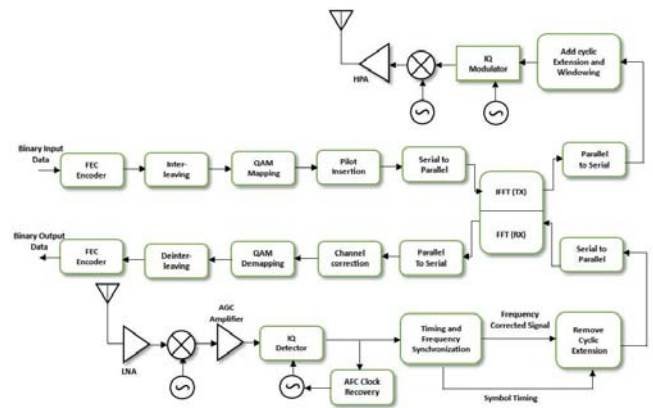 HPA
IQ
Modulator
Add cyclic
Extension and
Windowing
Binary Input
Data
FEC
Encoder
Inter-
leaving
QAM
Mapping
Pilot
Insertion
Serial to
Parallel
IFFT (TX)
FFT (RX)
Parallel
to Serial
Binary Output
Data
FEC
Encoder
Deinter-
leaving
QAM
Demapping
Channel
correction
Parallel
To Serial
Serial to
Parallel
LNA
AGC
Amplifier
IQ
Detector
AFC Clock
Recovery
Timing and
Frequency
Synchronization
Frequency
Corrected Signal
Symbol Timing
Remove
Cyclic
Extension